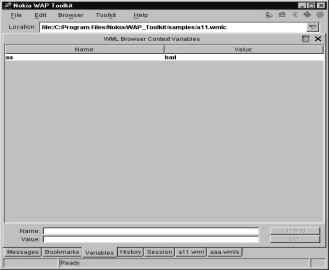 Nokia WAP Toolkit
File Edit Browser Toolkit Help
Location: file:/C:Program Files/Nokia/WAP_Toolkit/samples/a11.wmlc
WML Browser Context Variables
Name: Value:
aa bad
Name: Clear All
Value: Set
Messages Bookmarks Variables History Session a11.wml aaa.wmls
Ready